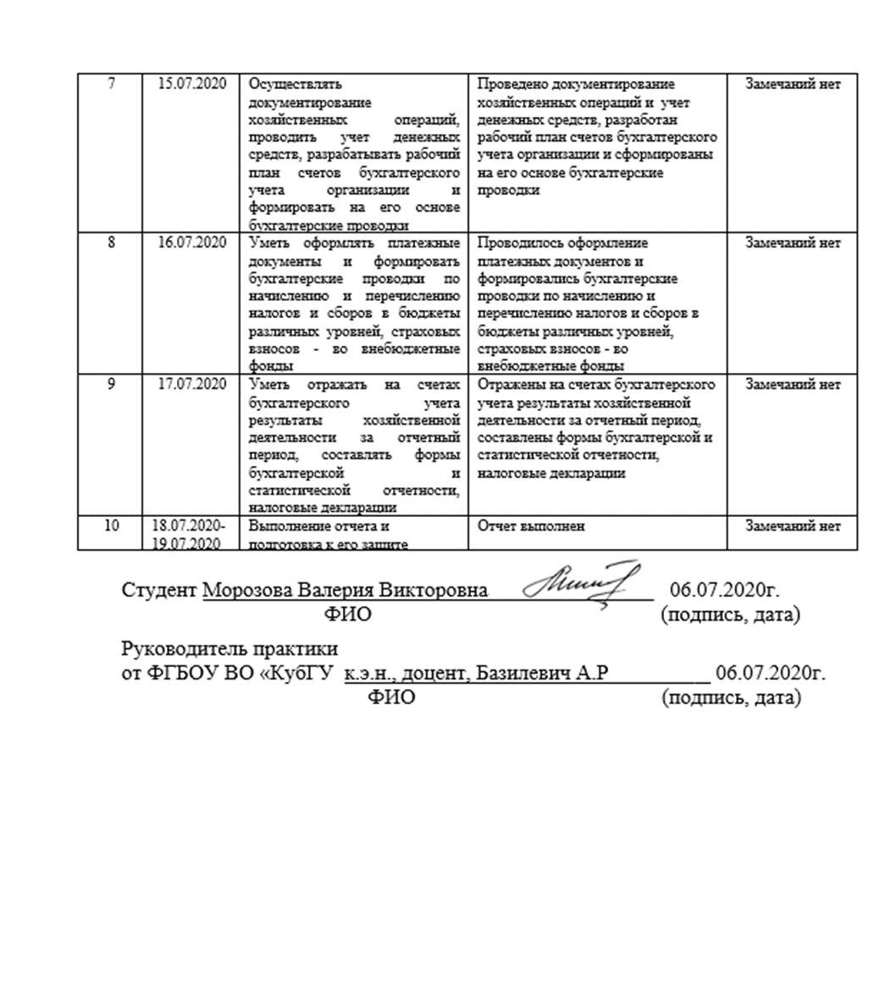 7
15.07.2020
Осуществлять
документирование
хозяйственных операций,
проводить учет денежных
средств, разрабатывать рабочий
план счетов бухгалтерского
учета организации и
формировать на его основе
бухгалтерские проводки
Проведено документирование
хозяйственных операций и учет
денежных средств, разработан
рабочий план счетов бухгалтерского
учета организации и сформированы
на его основе бухгалтерские
проводки
Замечаний нет
8
16.07.2020
Уметь оформлять платежные
документы и формировать
бухгалтерские проводки по
начислению и перечислению
налогов и сборов в бюджеты
различных уровней, страховых
взносов - во внебюджетные
фонды
Проводилось оформление
платежных документов и
формировались бухгалтерские
проводки по начислению и
перечислению налогов и сборов в
бюджеты различных уровней,
страховых взносов - во
внебюджетные фонды
Замечаний нет
9
17.07.2020
Уметь отражать на счетах
бухгалтерского учета
результаты хозяйственной
деятельности за отчетный
период, составлять формы
бухгалтерской и
статистической отчетности,
налоговые декларации
Отражены на счетах бухгалтерского
учета результаты хозяйственной
деятельности за отчетный период,
составлены формы бухгалтерской и
статистической отчетности,
налоговые декларации
Замечаний нет
10
18.07.2020-
19.07.2020
Выполнение отчета и
подготовка к его защите
Отчет выполнен
Замечаний нет
Студент Морозова Валерия Викторовна 06.07.2020г.
ФИО (подпись, дата)
Руководитель практики
от ФГБОУ ВО «КубГУ к.э.н., доцент, Базилевич А.Р 06.07.2020г.
ФИО (подпись, дата)